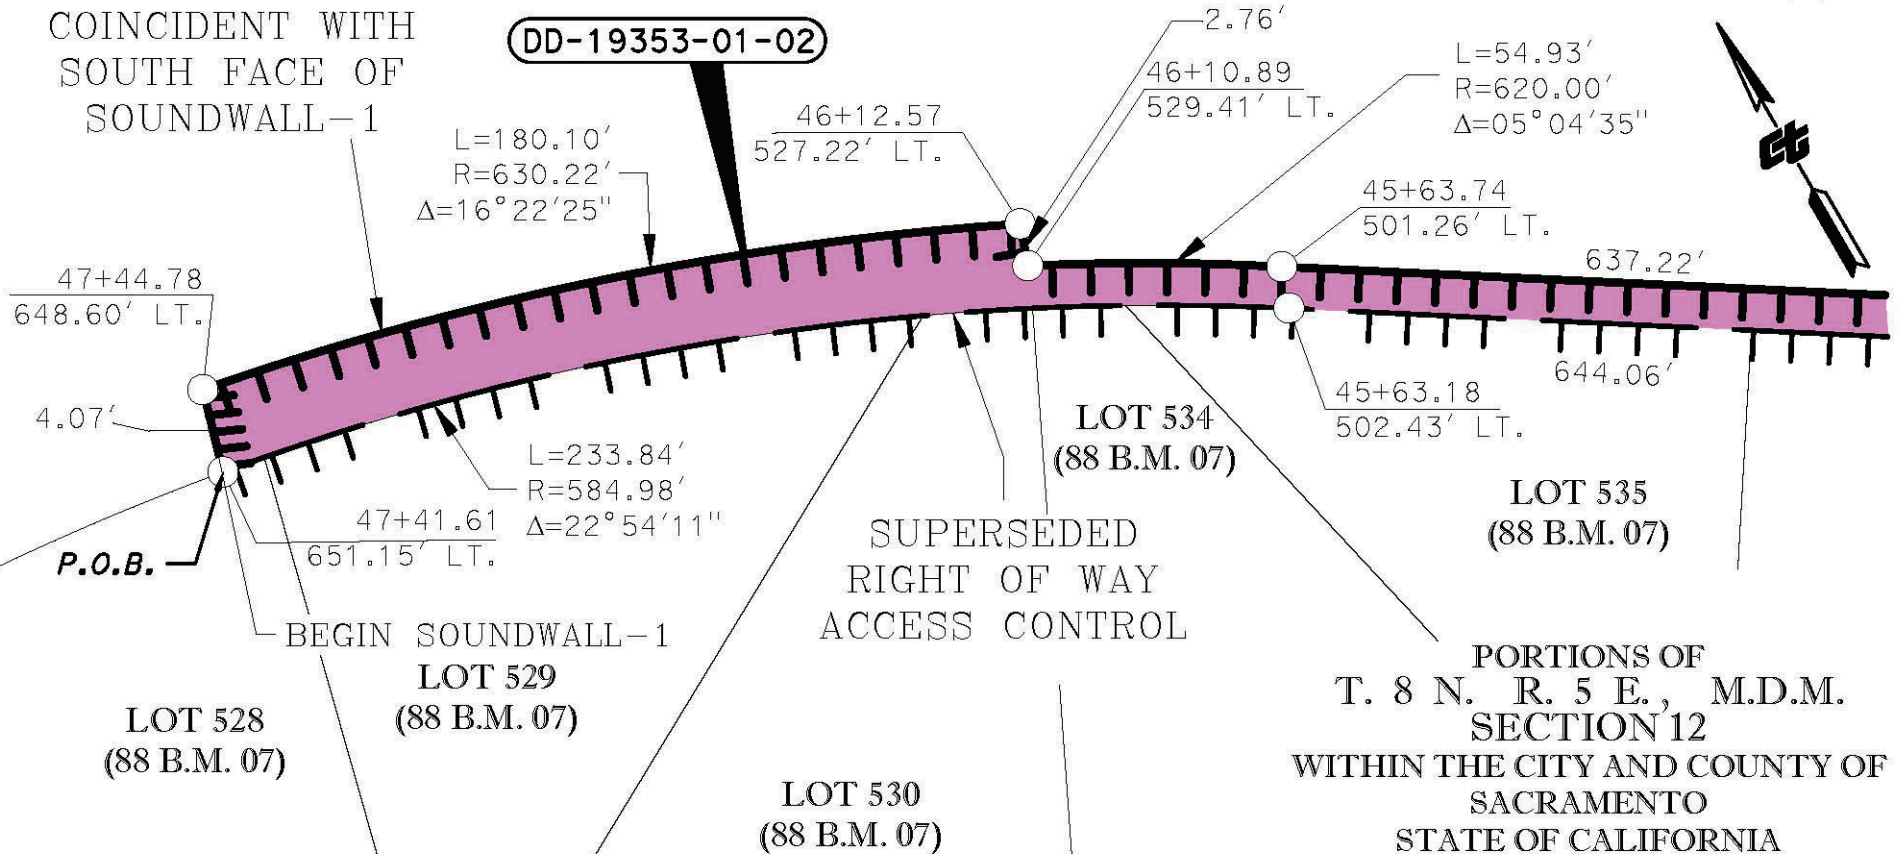 COINCIDENT WITH
SOUTH FACE OF
SOUNDWALL-1
DD-19353-01-02
2.76′
46+10.89
529.41′ LT.
L=54.93′
R=620.00′
Δ=05°04′35"
ct
46+12.57
527.22′ LT.
L=180.10′
R=630.22′
Δ=16°22′25"
45+63.74
501.26′ LT.
637.22′
47+44.78
648.60′ LT.
4.07′
644.06′
45+63.18
502.43′ LT.
LOT 534
(88 B.M. 07)
L=233.84′
R=584.98′
Δ=22°54′11"
47+41.61
651.15′ LT.
P.O.B.
LOT 535
(88 B.M. 07)
SUPERSEDED
RIGHT OF WAY
ACCESS CONTROL
BEGIN SOUNDWALL-1
LOT 529
(88 B.M. 07)
LOT 528
(88 B.M. 07)
LOT 530
(88 B.M. 07)
PORTIONS OF
T. 8 N. R. 5 E., M.D.M.
SECTION 12
WITHIN THE CITY AND COUNTY OF
SACRAMENTO
STATE OF CALIFORNIA